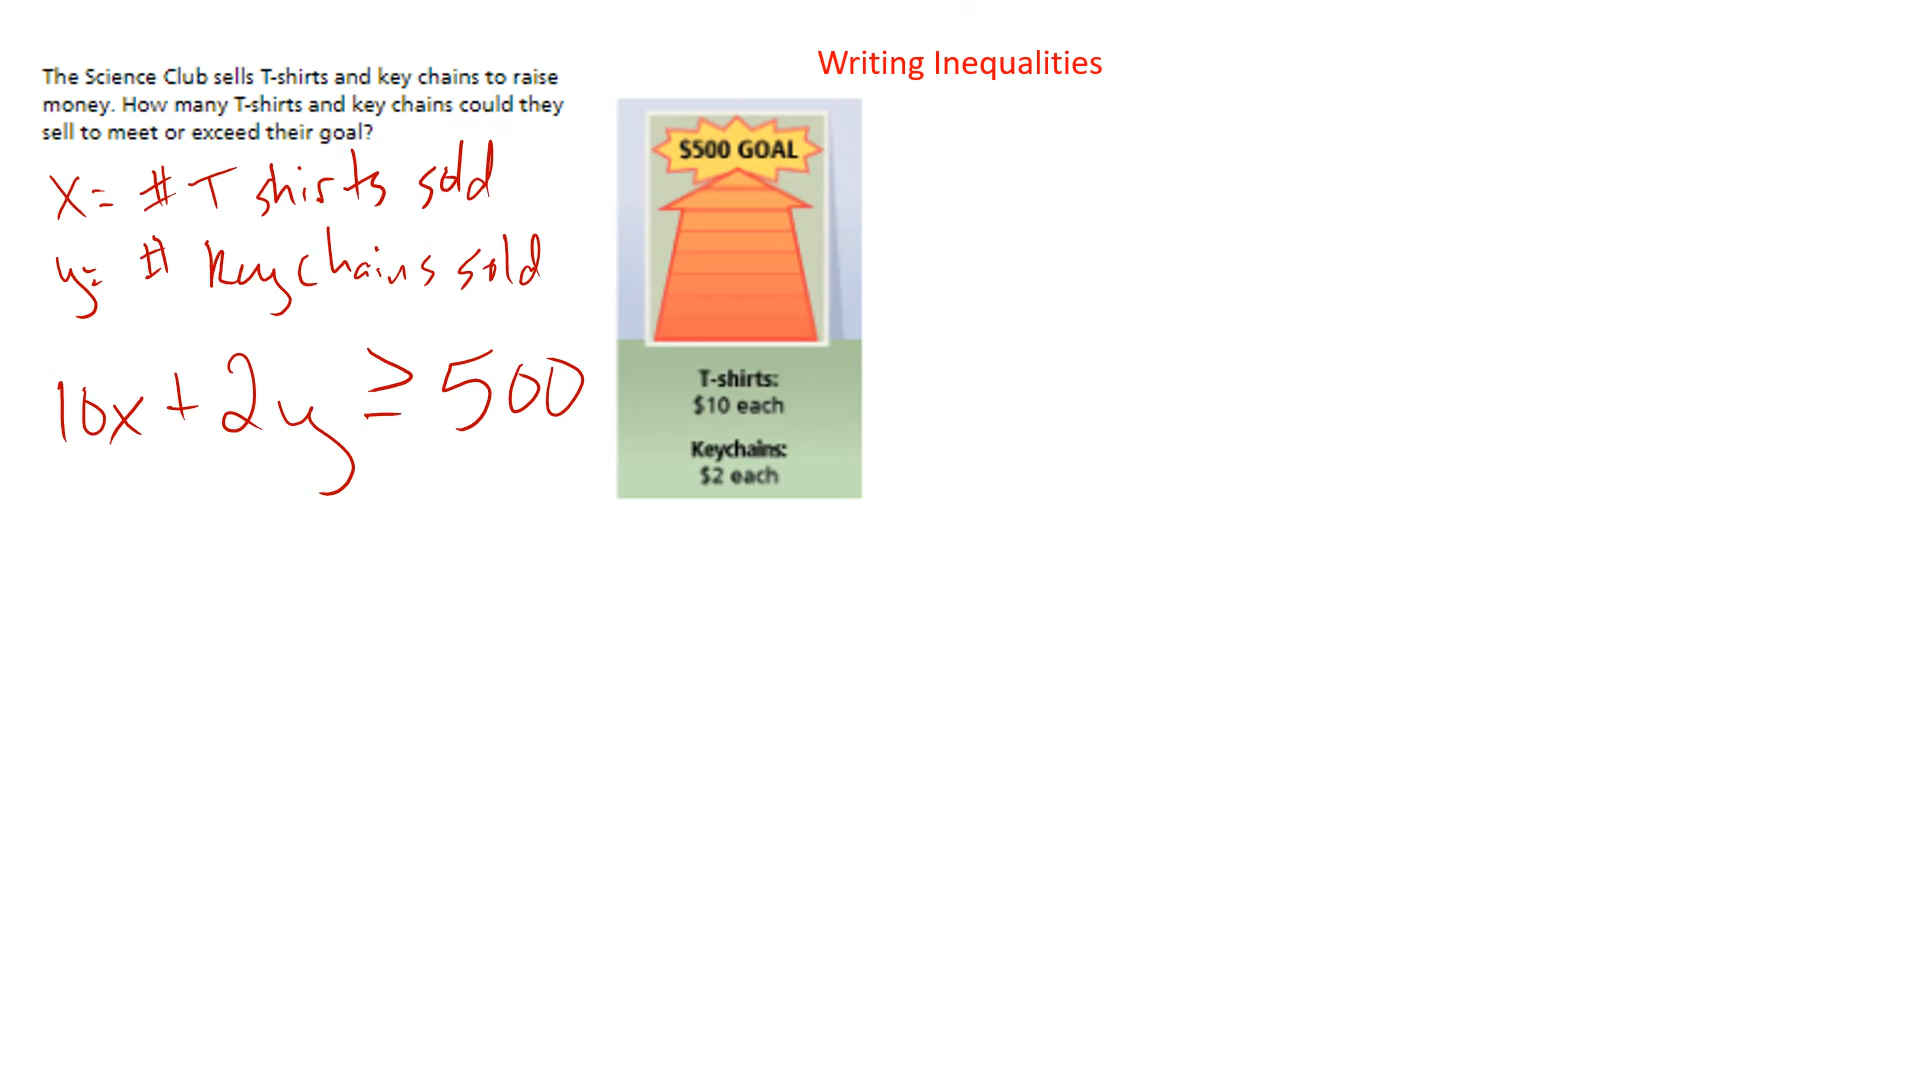 Writing Inequalities
The Science Club sells T-shirts and key chains to raise
money. How many T-shirts and key chains could they
sell to meet or exceed their goal?
x= # T shirts sold
y= # Keychains sold
10x + 2y ≥ 500
$500 GOAL
T-shirts:
$10 each
Keychains:
$2 each